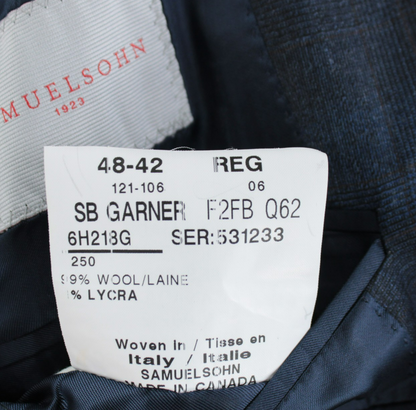 SAMUELSOHN
1923
48-42 REG
121-106 06
SB GARNER F2FB Q62
6H218G SER:531233
250
99% WOOL/LAINE
1% LYCRA
Woven In / Tisse en
Italy / Italie
SAMUELSOHN
MADE IN CANADA